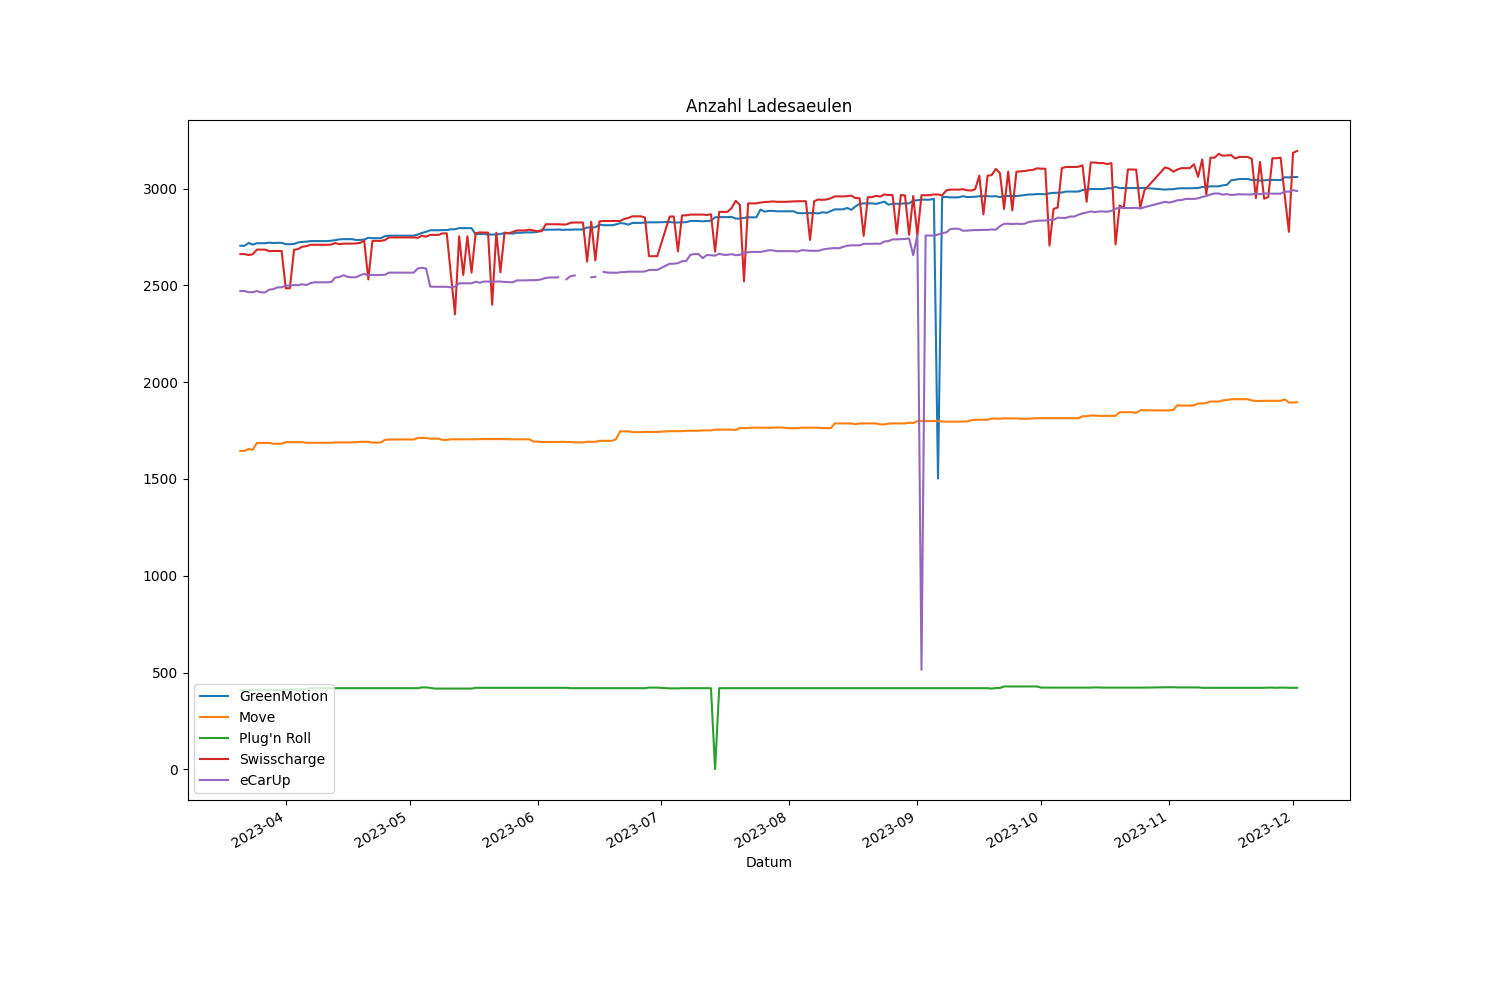 Anzahl Ladesaeulen
3000
2500
2000
1500
1000
500
0
GreenMotion
Move
Plug'n Roll
Swisscharge
eCarUp
2023-04
2023-05
2023-06
2023-07
2023-08
2023-09
2023-10
2023-11
2023-12
Datum